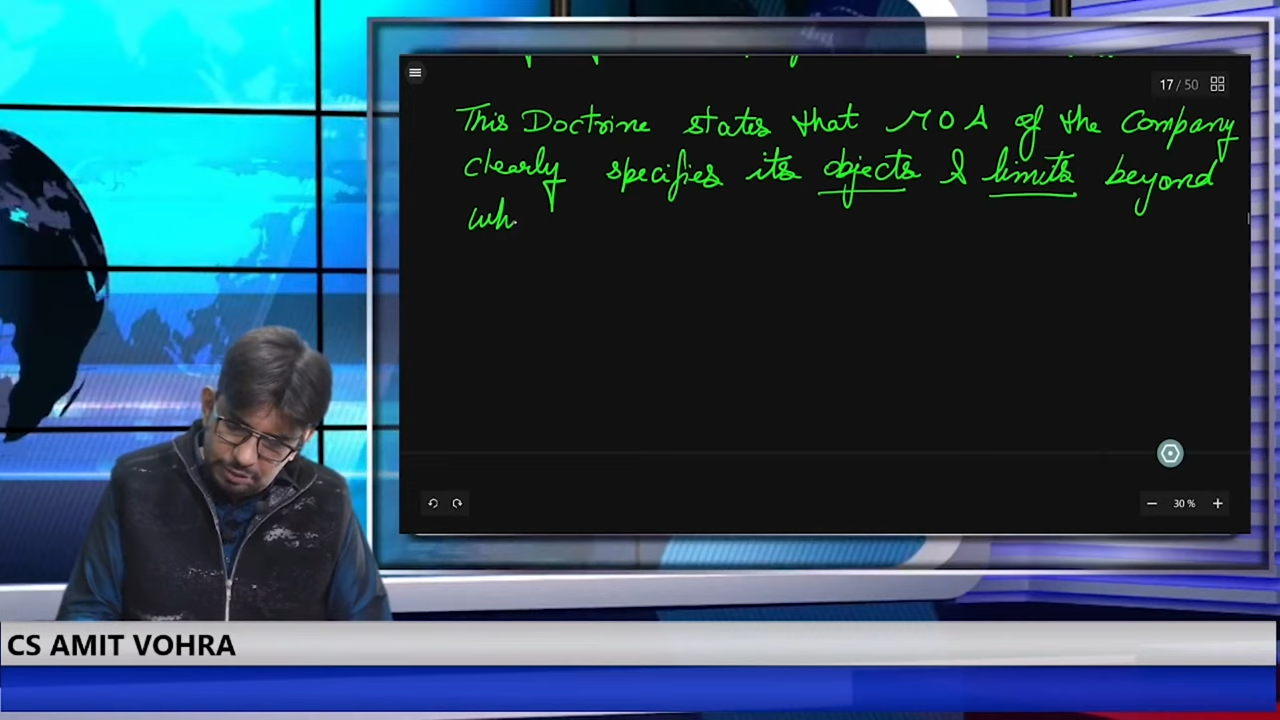 17 / 50
This Doctrine states that MOA of the Company
clearly specifies its objects & limits beyond
wh
30 %
CS AMIT VOHRA